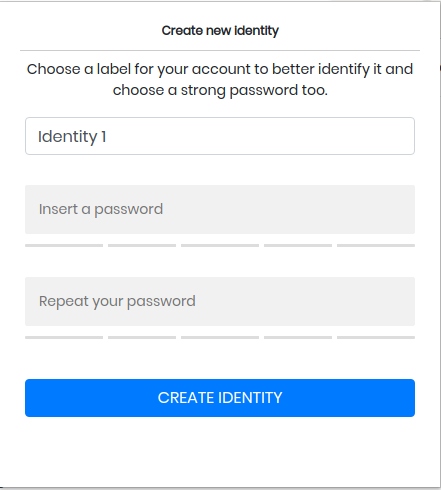 Create new identity
Choose a label for your account to better identify it and
choose a strong password too.
Identity 1
Insert a password
Repeat your password
CREATE IDENTITY